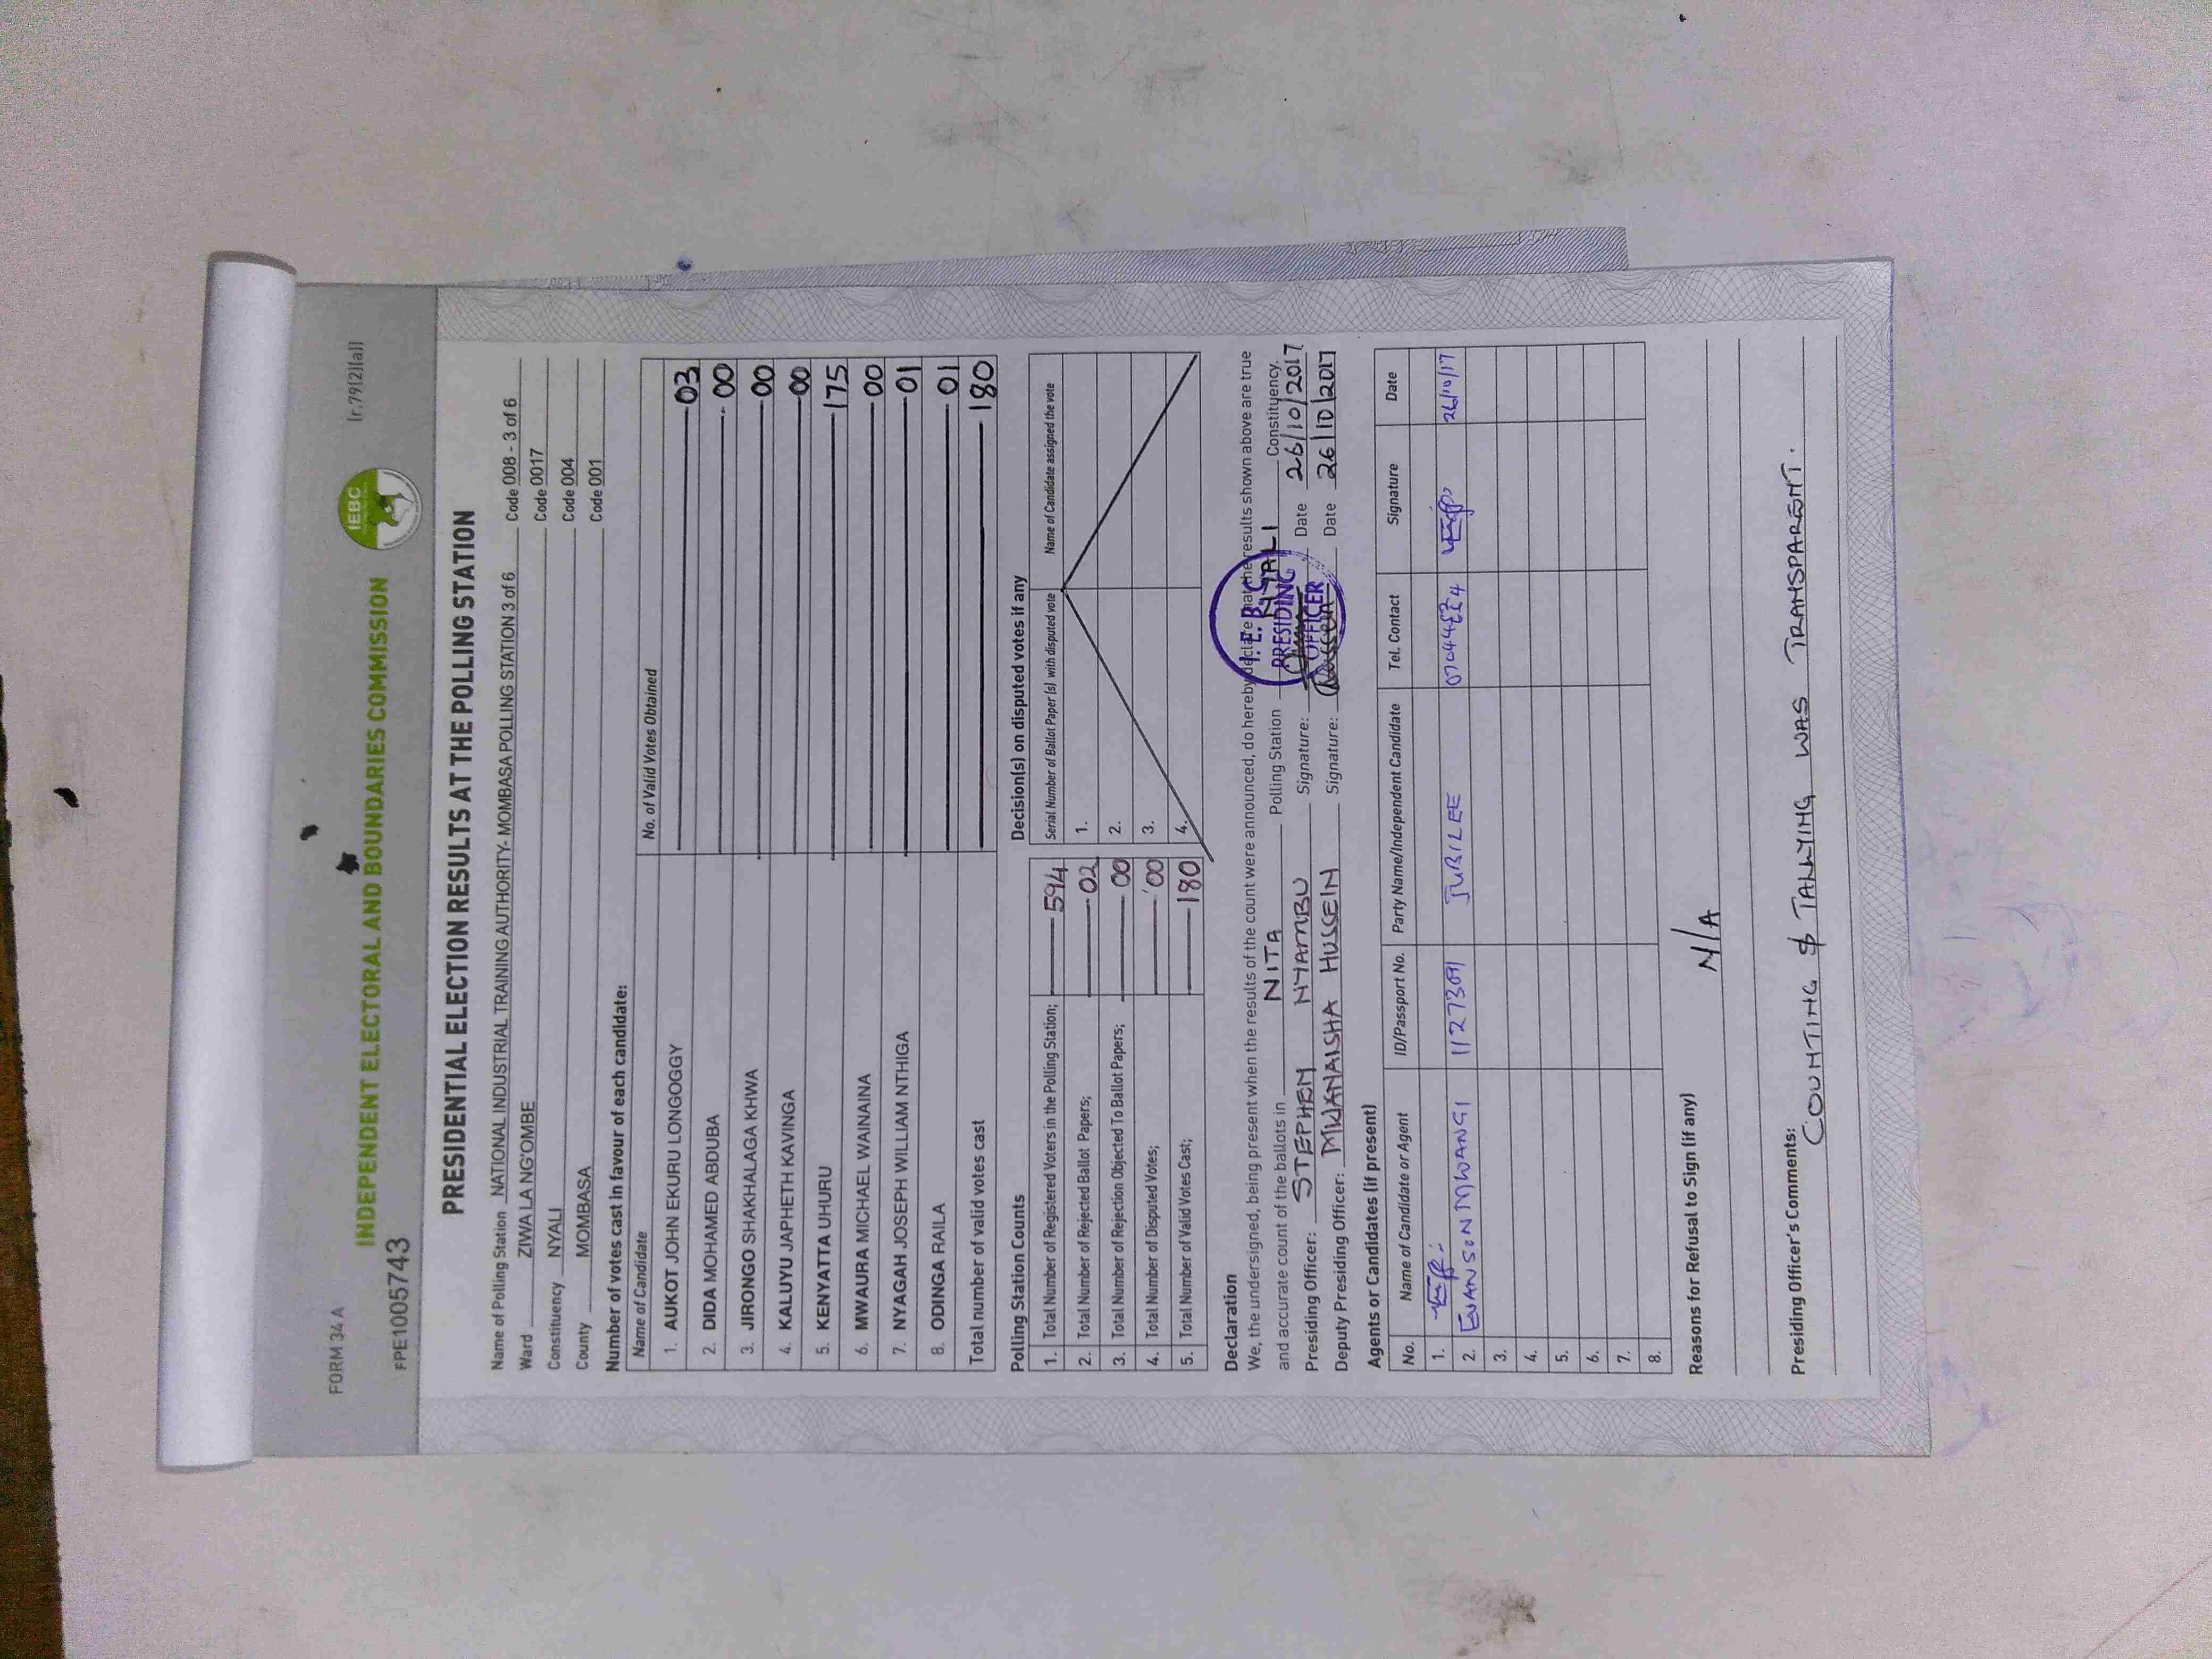 FORM 34 A
(r.79(2)(a))
INDEPENDENT ELECTORAL AND BOUNDARIES COMMISSION
IEBC
FPE1005743
PRESIDENTIAL ELECTION RESULTS AT THE POLLING STATION
Name of Polling Station NATIONAL INDUSTRIAL TRAINING AUTHORITY- MOMBASA POLLING STATION 3 of 6 Code 008 - 3 of 6
Ward ZIWA LA NG'OMBE Code 0017
Constituency NYALI Code 004
County MOMBASA Code 001
Number of votes cast in favour of each candidate:
Name of Candidate No. of Valid Votes Obtained
1. AUKOT JOHN EKURU LONGOGGY 03
2. DIDA MOHAMED ABDUBA 00
3. JIRONGO SHAKHALAGA KHWA 00
4. KALUYU JAPHETH KAVINGA 00
5. KENYATTA UHURU 175
6. MWAURA MICHAEL WAINAINA 00
7. NYAGAH JOSEPH WILLIAM NTHIGA 01
8. ODINGA RAILA 01
Total number of valid votes cast 180
Polling Station Counts
1. Total Number of Registered Voters in the Polling Station; 594
2. Total Number of Rejected Ballot Papers; 02
3. Total Number of Rejection Objected To Ballot Papers; 00
4. Total Number of Disputed Votes; 00
5. Total Number of Valid Votes Cast; 180
Decision(s) on disputed votes if any
Serial Number of Ballot Paper (s) with disputed vote Name of Candidate assigned the vote
1.
2.
3.
4.
Declaration
We, the undersigned, being present when the results of the count were announced, do hereby declare that the results shown above are true
and accurate count of the ballots in NITA Polling Station NYALI Constituency.
Presiding Officer: STEPHEN NYAMBU Signature: Date 26/10/2017
Deputy Presiding Officer: MWANAISHA HUSSEIN Signature: Date 26/10/2017
I.E.B.C
PRESIDING
OFFICER
Agents or Candidates (if present)
No. Name of Candidate or Agent ID/Passport No. Party Name/Independent Candidate Tel. Contact Signature Date
1.
2. EVANSON MWANGI 11273091 JUBILEE 26/10/17
3.
4.
5.
6.
7.
8.
Reasons for Refusal to Sign (if any)
N/A
Presiding Officer's Comments:
COUNTING & TALLYING WAS TRANSPARENT.